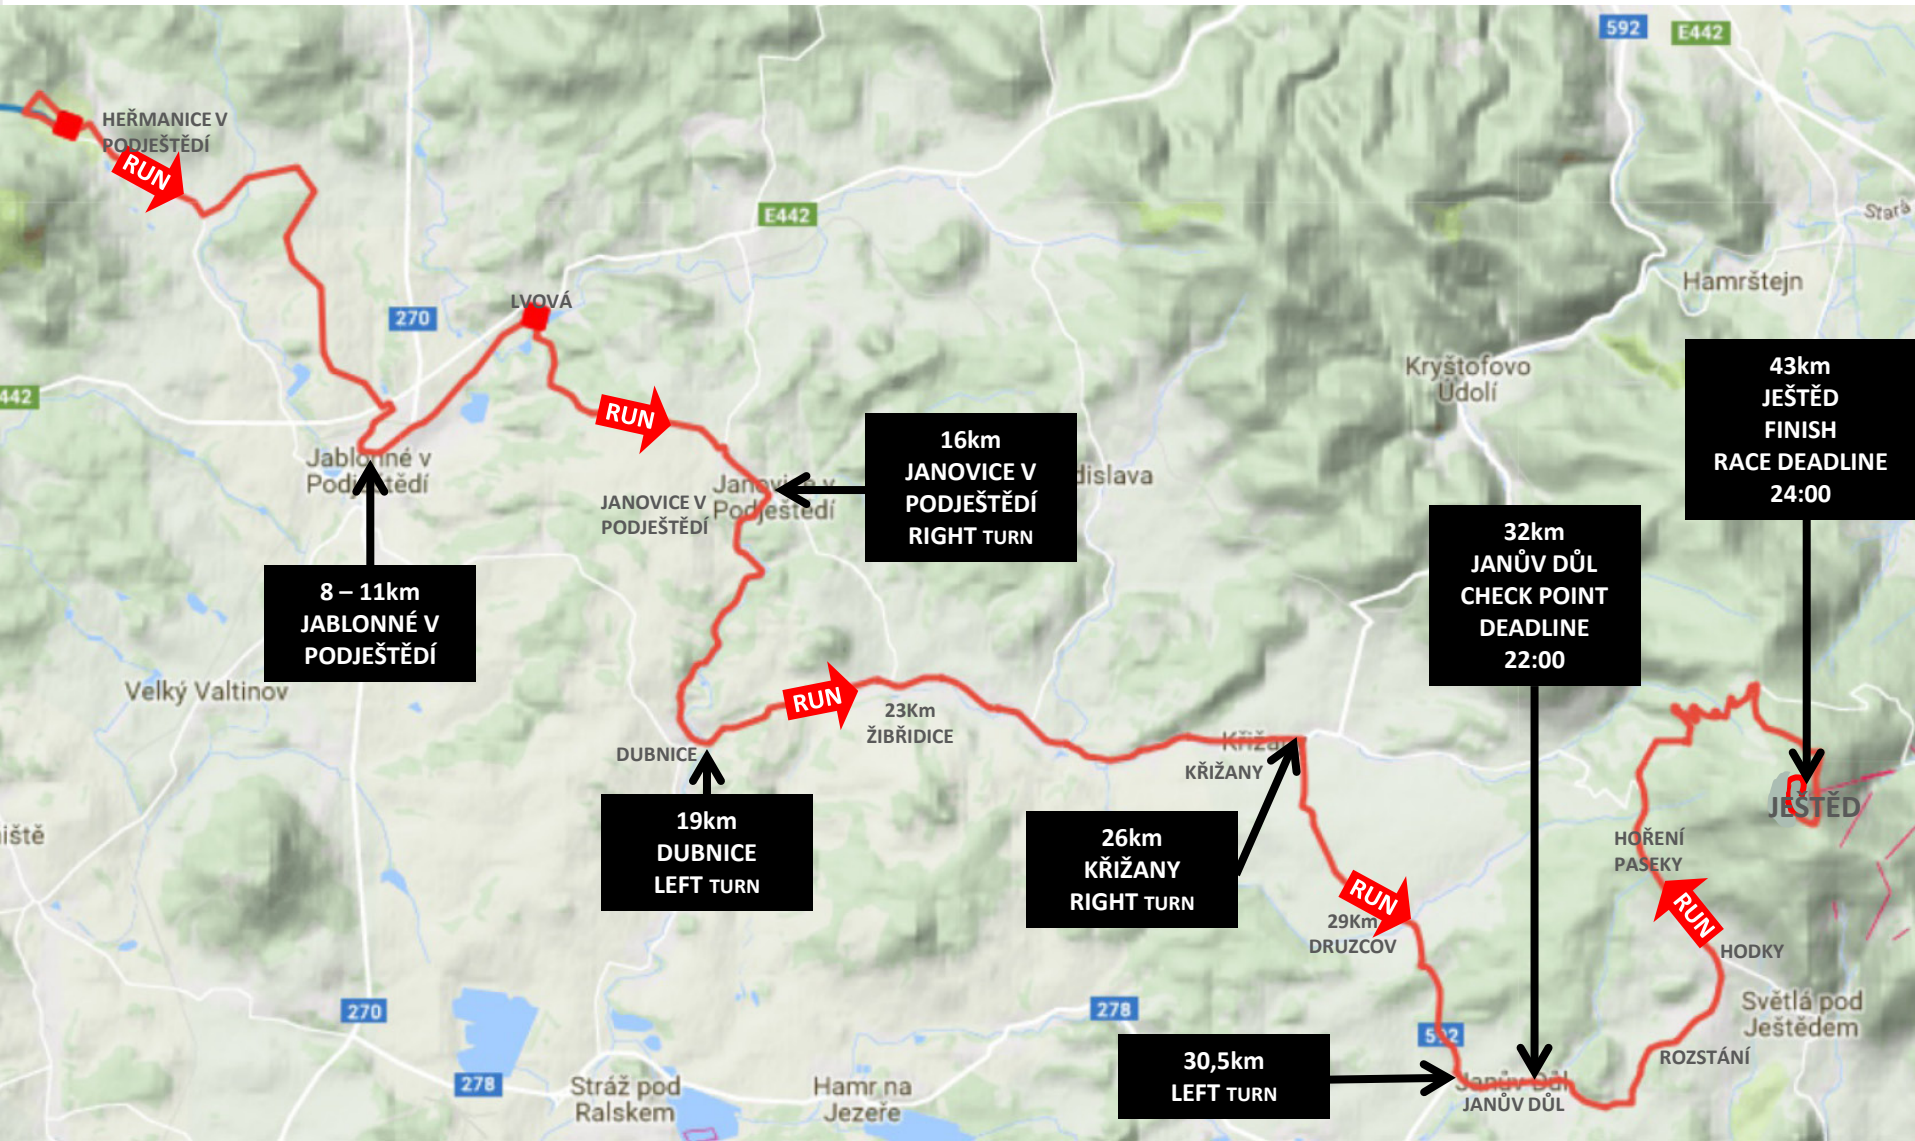 592
E442
HEŘMANICE V
PODJEŠTĚDÍ
RUN
E442
Stará
Hamrštejn
LVOVÁ
270
442
Kryštofovo
Údolí
43km
JEŠTĚD
FINISH
RACE DEADLINE
24:00
RUN
16km
JANOVICE V
PODJEŠTĚDÍ
RIGHT TURN
dislava
Jablonné v
Podještědí
Janovice v
Podještědí
JANOVICE V
PODJEŠTĚDÍ
32km
JANŮV DŮL
CHECK POINT
DEADLINE
22:00
8 – 11km
JABLONNÉ V
PODJEŠTĚDÍ
Velký Valtinov
RUN
23Km
ŽIBŘIDICE
DUBNICE
KŘIŽANY
JEŠTĚD
19km
DUBNICE
LEFT TURN
26km
KŘIŽANY
RIGHT TURN
HOŘENÍ
PASEKY
iště
RUN
29Km
DRUZCOV
RUN
HODKY
Světlá pod
Ještědem
270
278
592
30,5km
LEFT TURN
ROZSTÁNÍ
278
Stráž pod
Ralskem
Hamr na
Jezeře
Janův Důl
JANŮV DŮL